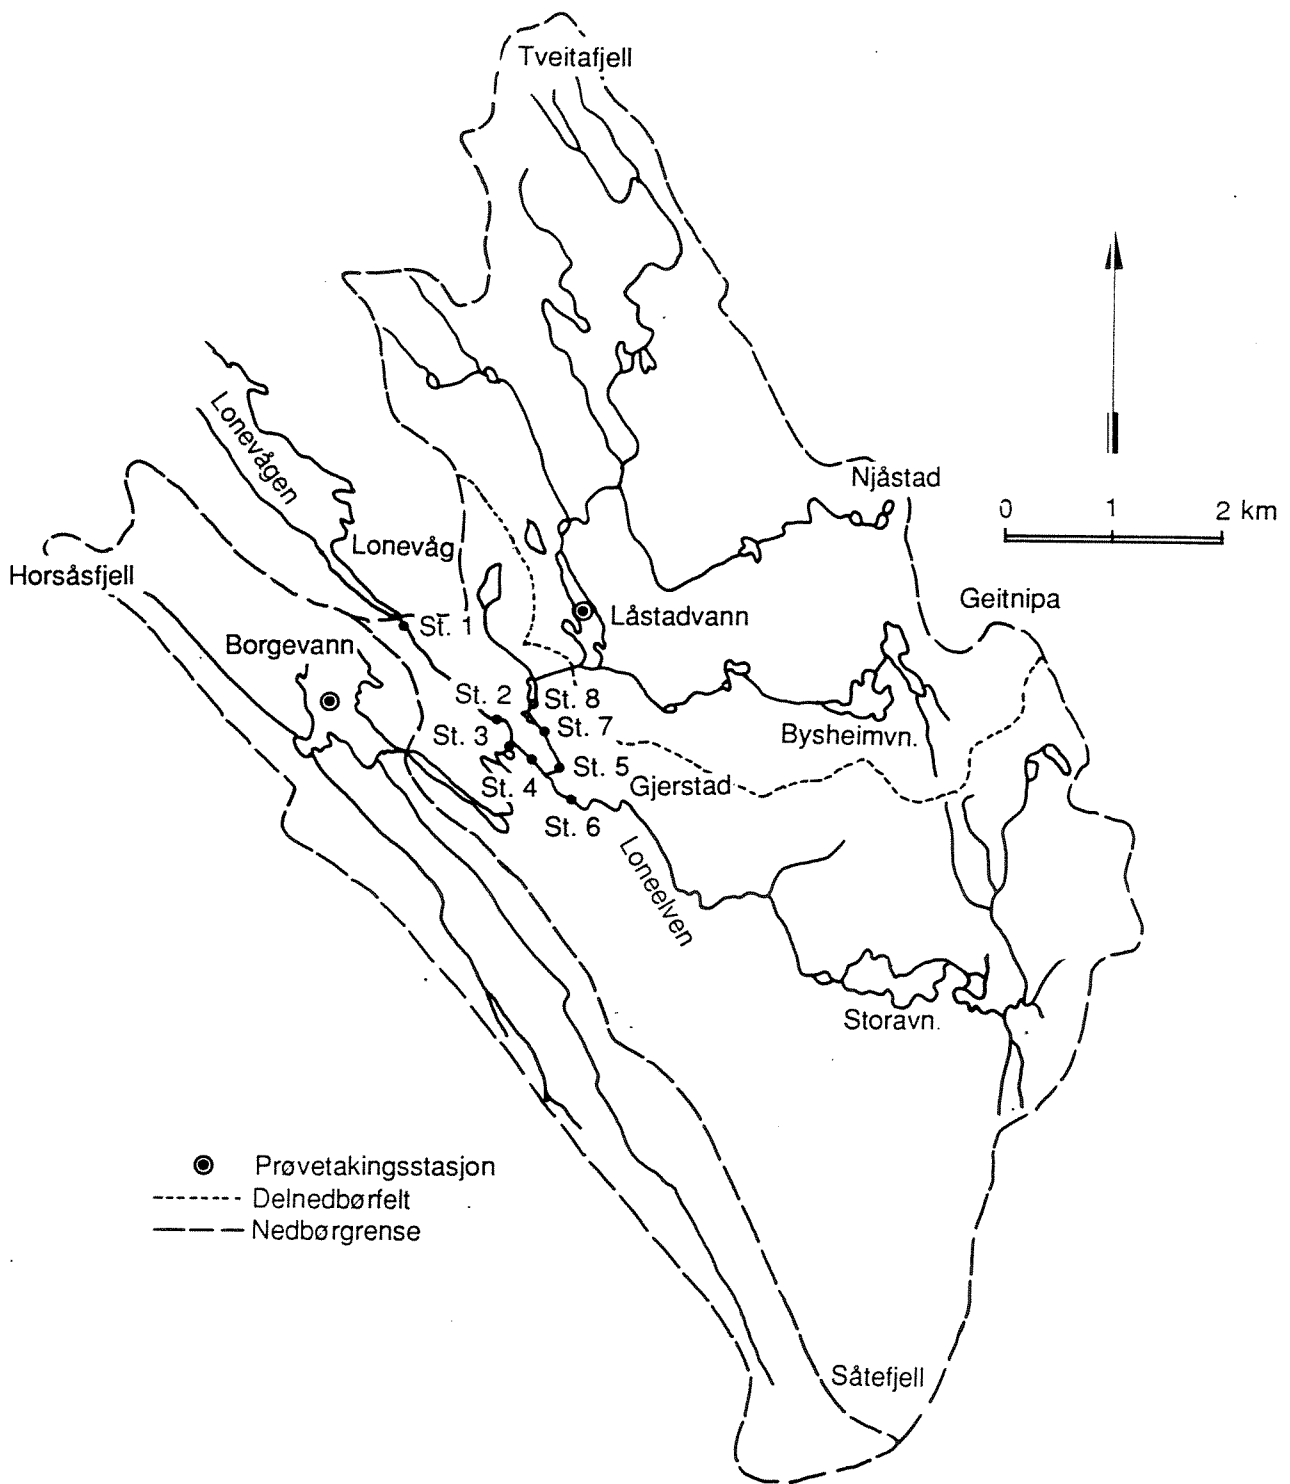 Tveitafjell
Lonevågen
Njåstad
0 1 2 km
Lonevåg
Horsåsfjell
Geitnipa
Låstadvann
St. 1
Borgevann
St. 2
St. 8
St. 7
St. 3
Bysheimvn.
St. 5
St. 4
Gjerstad
St. 6
Loneelven
Storavn.
Prøvetakingsstasjon
Delnedbørfelt
Nedbørgrense
Såtefjell